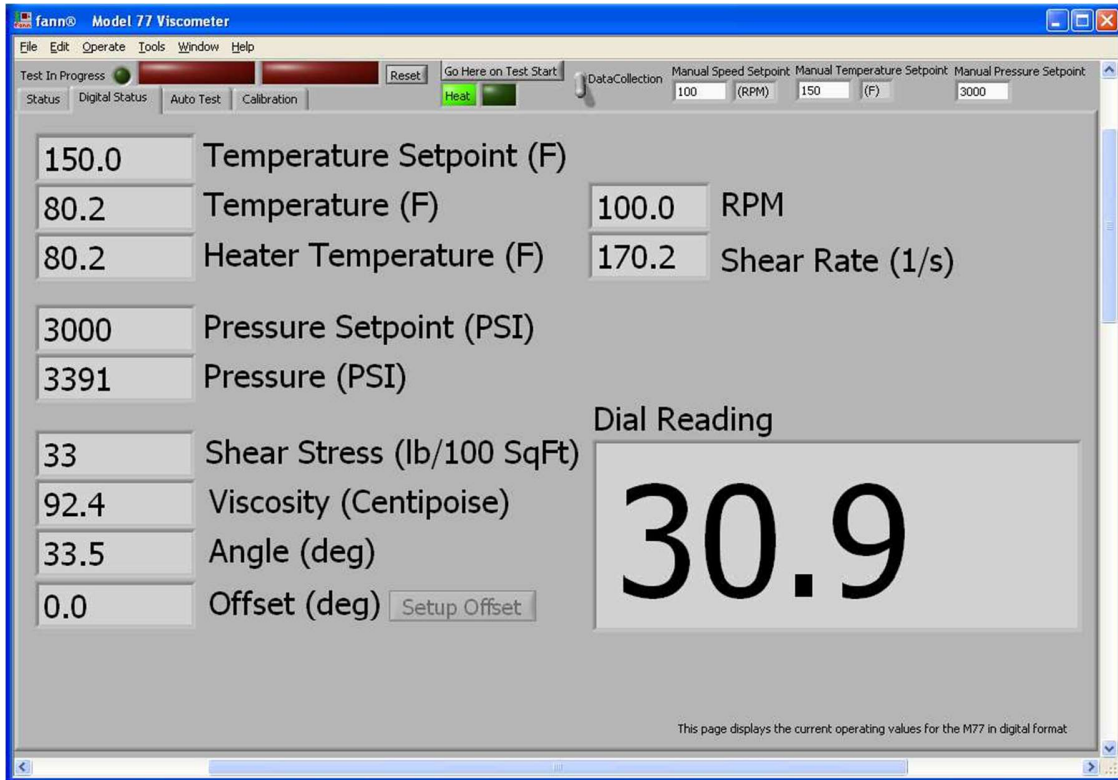 fann® Model 77 Viscometer
File Edit Operate Tools Window Help
Test In Progress Reset Go Here on Test Start DataCollection Manual Speed Setpoint Manual Temperature Setpoint Manual Pressure Setpoint
Heat 100 (RPM) 150 (F) 3000
Status Digital Status Auto Test Calibration
150.0 Temperature Setpoint (F)
80.2 Temperature (F) 100.0 RPM
80.2 Heater Temperature (F) 170.2 Shear Rate (1/s)
3000 Pressure Setpoint (PSI)
3391 Pressure (PSI)
Dial Reading
33 Shear Stress (lb/100 SqFt)
92.4 Viscosity (Centipoise)
33.5 Angle (deg)
30.9
0.0 Offset (deg) Setup Offset
This page displays the current operating values for the M77 in digital format